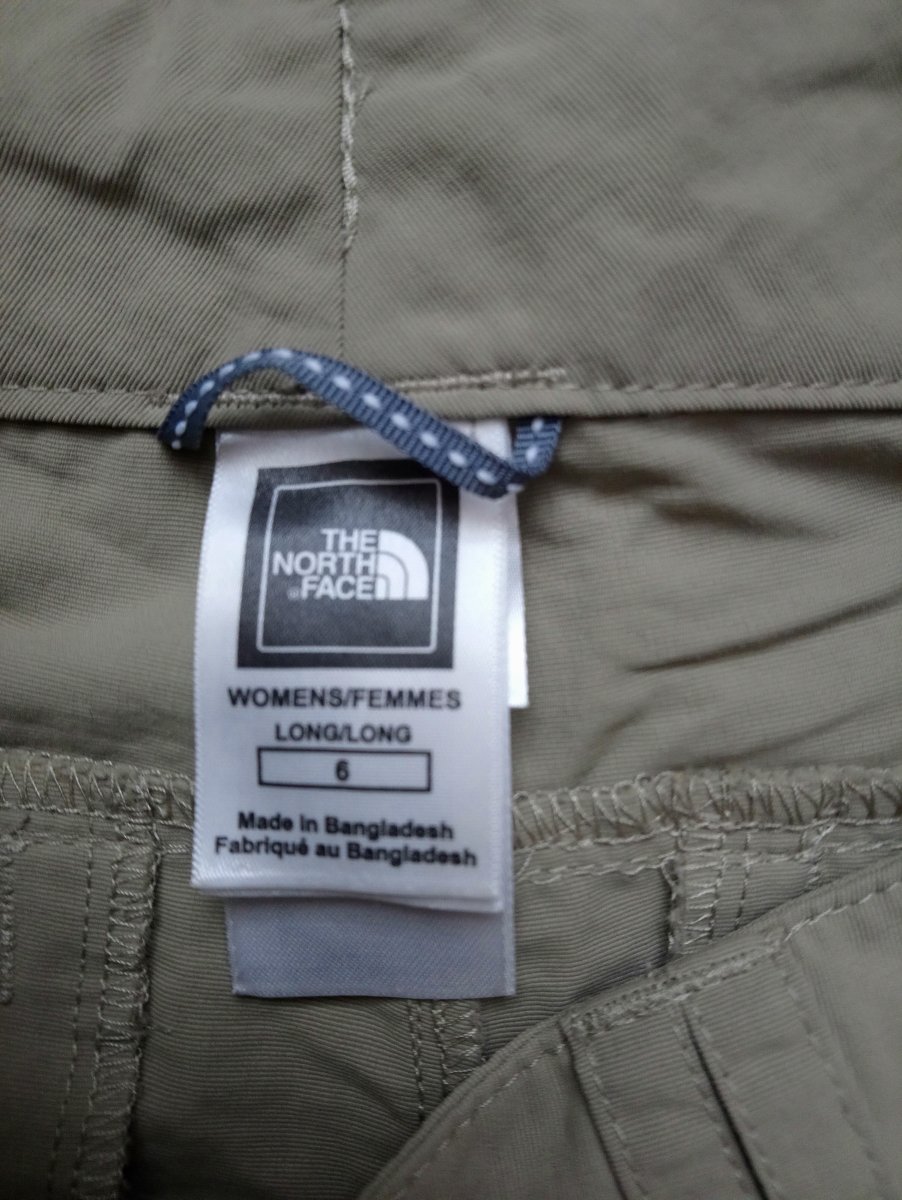 THE
NORTH
®FACE
WOMENS/FEMMES
LONG/LONG
6
Made in Bangladesh
Fabriqué au Bangladesh